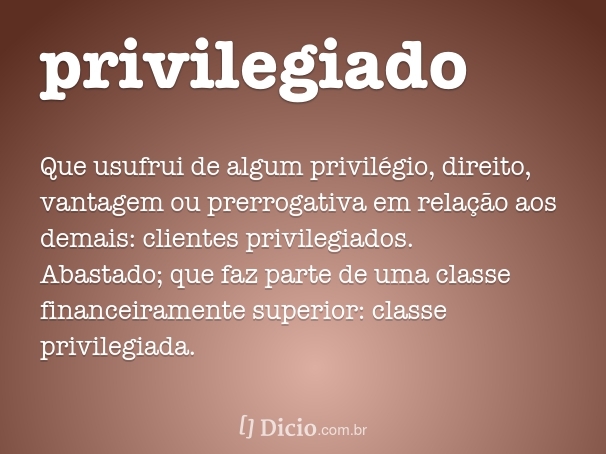 privilegiado
Que usufrui de algum privilégio, direito,
vantagem ou prerrogativa em relação aos
demais: clientes privilegiados.
Abastado; que faz parte de uma classe
financeiramente superior: classe
privilegiada.
[] Dicio.com.br